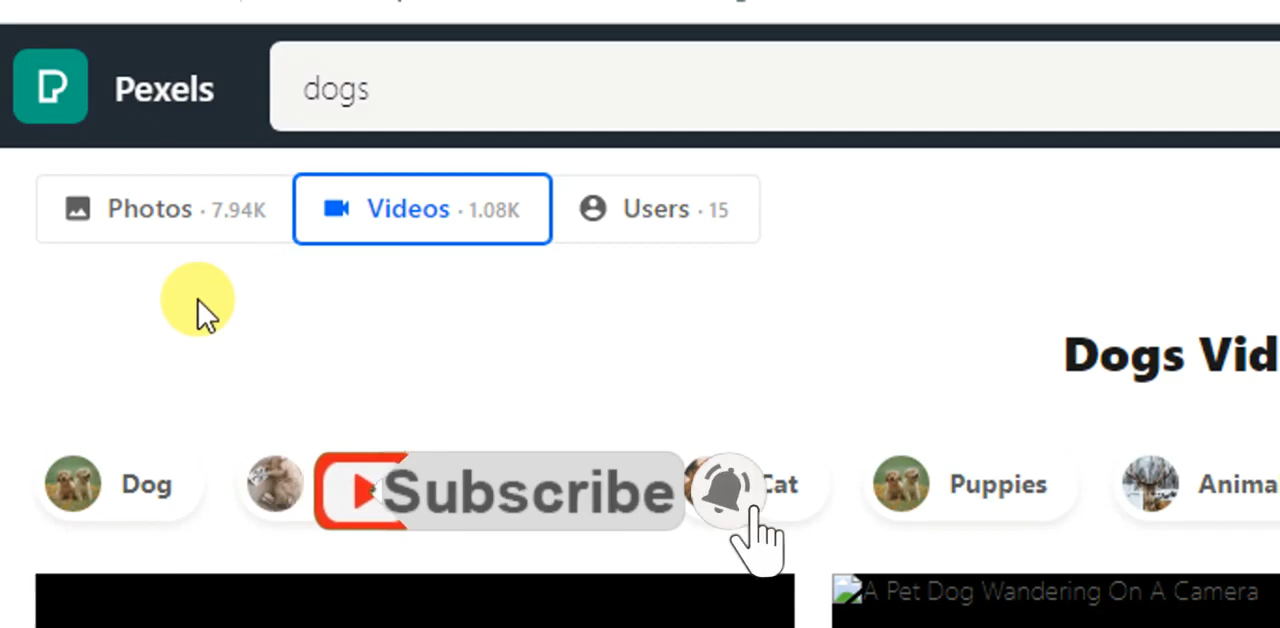 Pexels
dogs
Photos · 7.94K
Videos · 1.08K
Users · 15
Dogs Vid
Dog
Subscribe
Cat
Puppies
Anima
A Pet Dog Wandering On A Camera